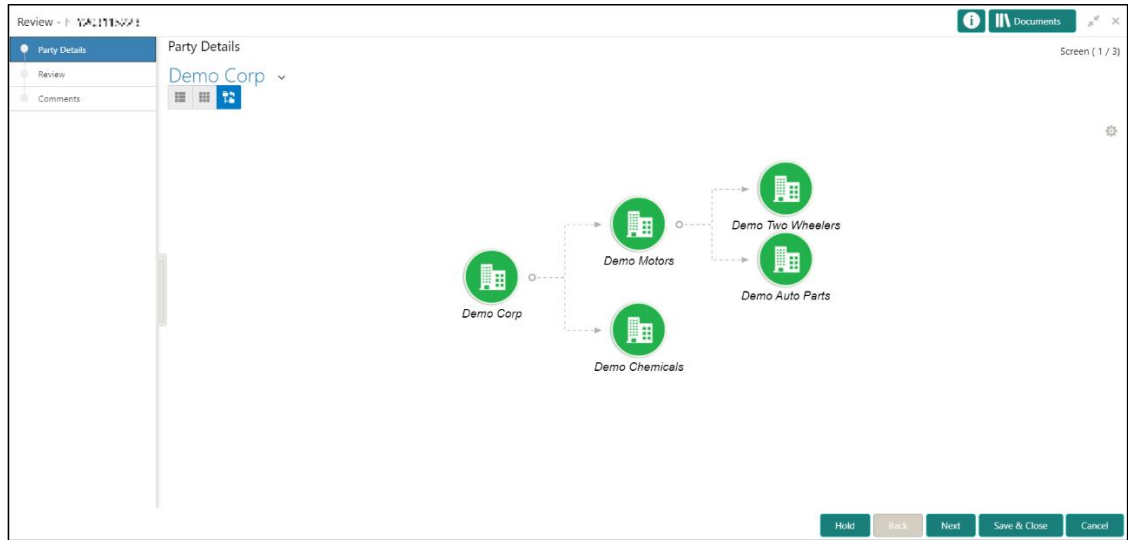 Review -
Documents
Party Details
Review
Comments
Party Details
Screen ( 1 / 3)
Demo Corp
Demo Two Wheelers
Demo Motors
Demo Auto Parts
Demo Corp
Demo Chemicals
Hold
Back
Next
Save & Close
Cancel